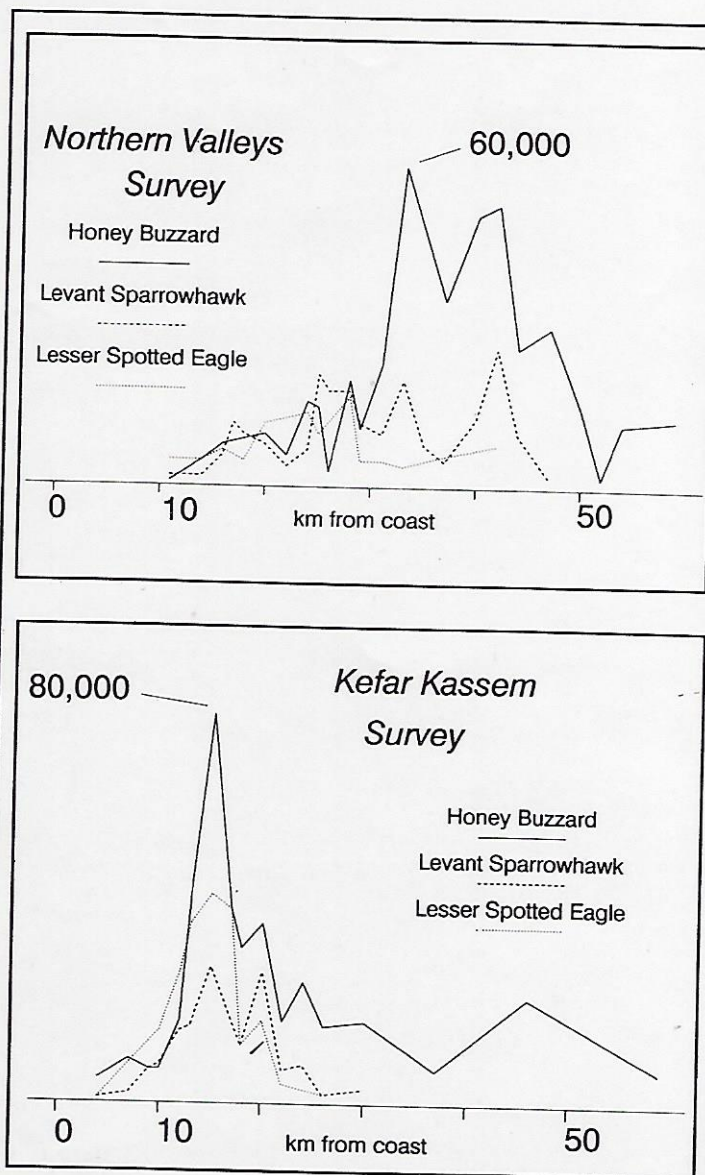 Northern Valleys
Survey
60,000
Honey Buzzard
Levant Sparrowhawk
Lesser Spotted Eagle
0
10
km from coast
50
80,000
Kefar Kassem
Survey
Honey Buzzard
Levant Sparrowhawk
Lesser Spotted Eagle
0
10
km from coast
50